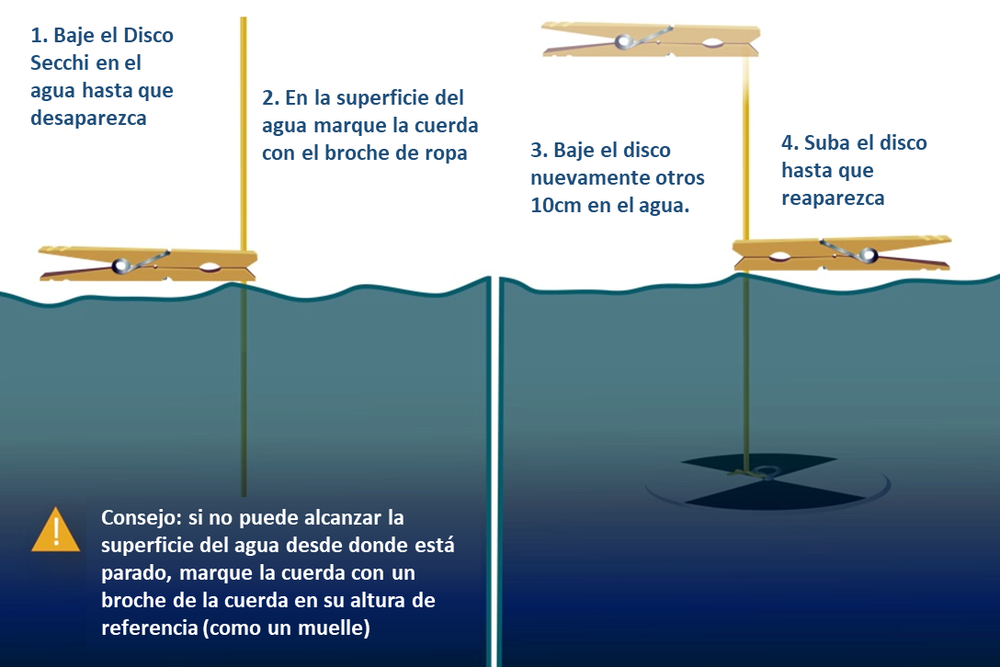 1. Baje el Disco
Secchi en el
agua hasta que
desaparezca
2. En la superficie del
agua marque la cuerda
con el broche de ropa
3. Baje el disco
nuevamente otros
10cm en el agua.
4. Suba el disco
hasta que
reaparezca
Consejo: si no puede alcanzar la
superficie del agua desde donde está
parado, marque la cuerda con un
broche de la cuerda en su altura de
referencia (como un muelle)